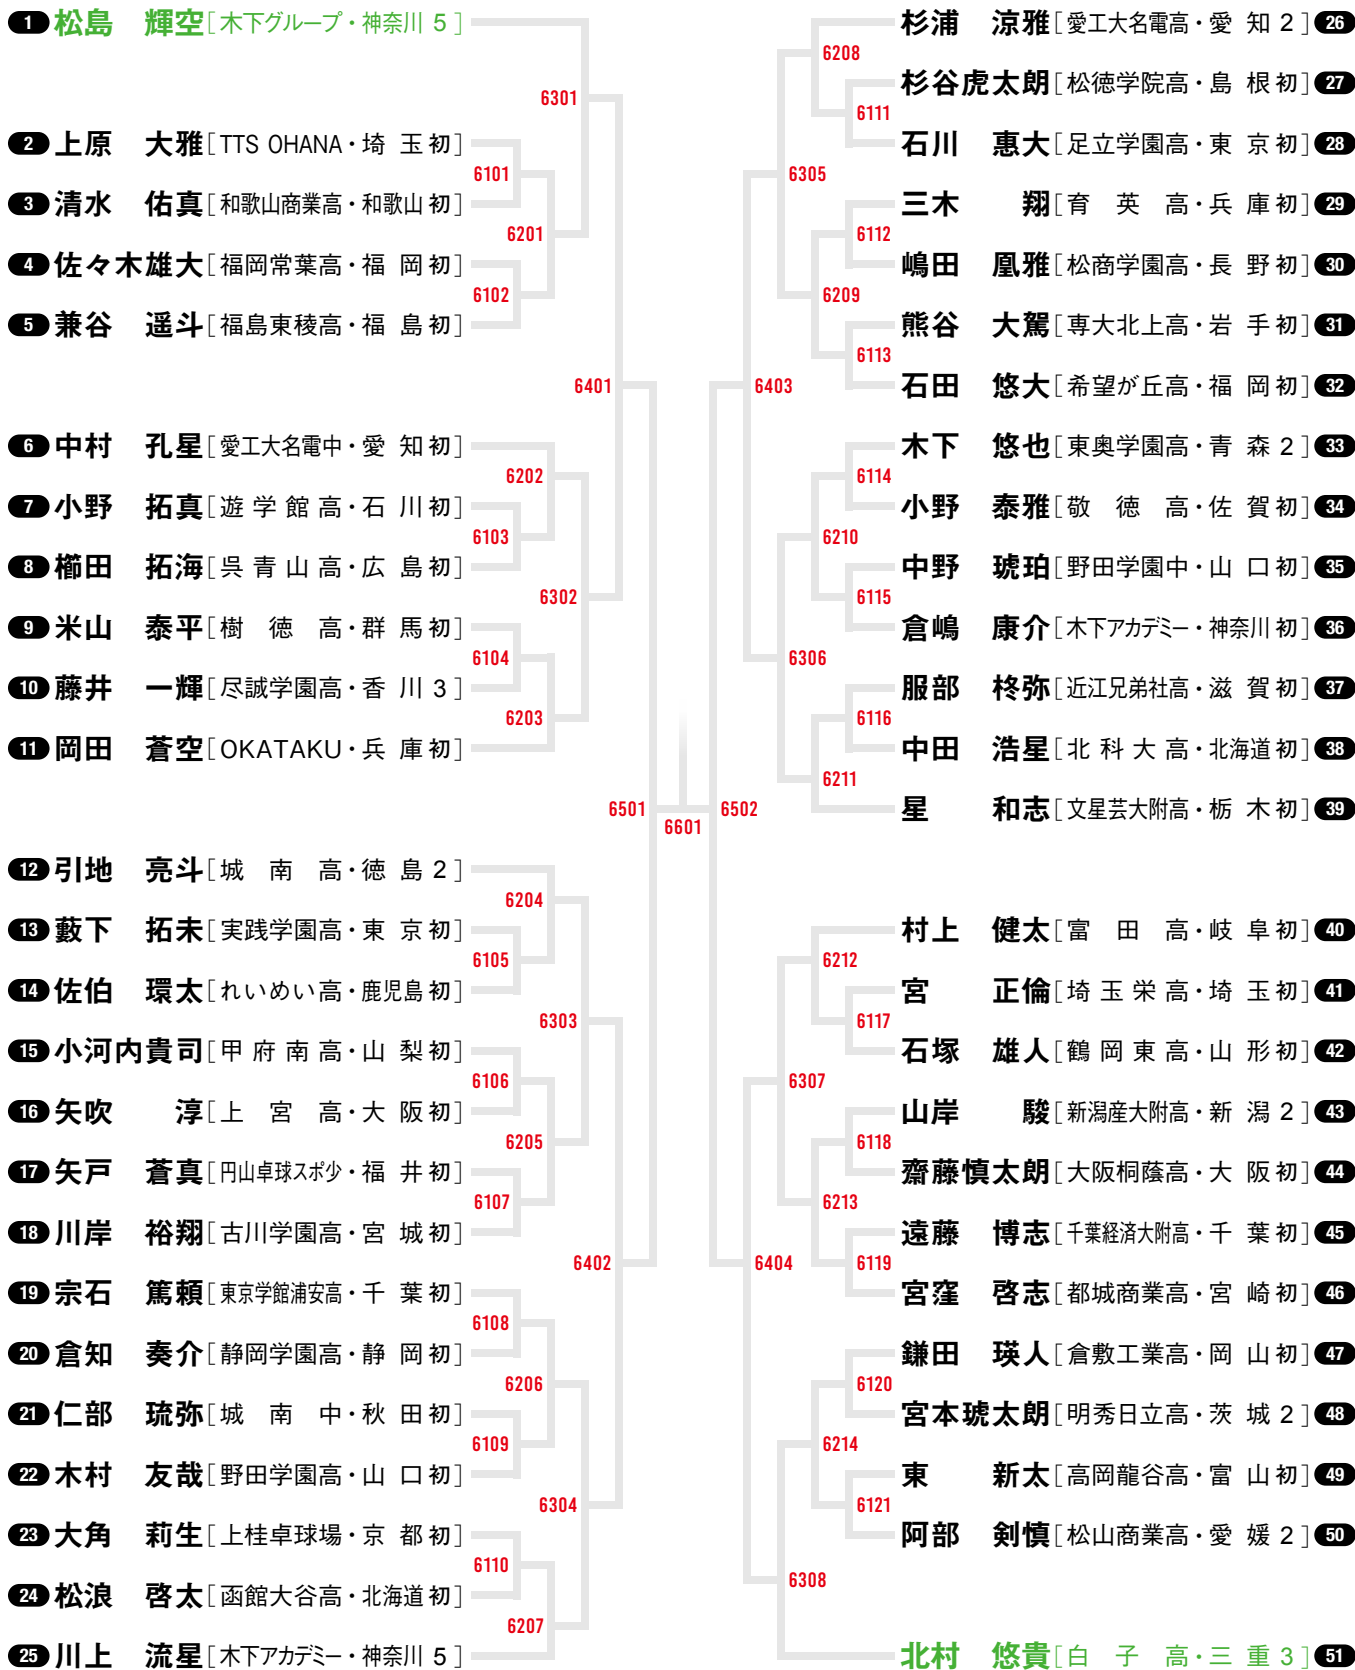 1 松島 輝空[木下グループ・神奈川 5]
6301
2 上原 大雅[TTS OHANA・埼 玉 初]
6101
3 清水 佑真[和歌山商業高・和歌山 初]
6201
4 佐々木雄大[福岡常葉高・福 岡 初]
6102
5 兼谷 遥斗[福島東稜高・福 島 初]
6401
6 中村 孔星[愛工大名電中・愛 知 初]
6202
7 小野 拓真[遊 学 館 高・石 川 初]
6103
8 櫛田 拓海[呉 青 山 高・広 島 初]
6302
9 米山 泰平[樹 徳 高・群 馬 初]
6104
10 藤井 一輝[尽誠学園高・香 川 3]
6203
11 岡田 蒼空[OKATAKU・兵 庫 初]
6501
6601
12 引地 亮斗[城 南 高・徳 島 2]
6204
13 藪下 拓未[実践学園高・東 京 初]
6105
14 佐伯 環太[れいめい高・鹿児島 初]
6303
15 小河内貴司[甲 府 南 高・山 梨 初]
6106
16 矢吹 淳[上 宮 高・大 阪 初]
6205
17 矢戸 蒼真[円山卓球スポ少・福 井 初]
6107
18 川岸 裕翔[古川学園高・宮 城 初]
6402
19 宗石 篤頼[東京学館浦安高・千 葉 初]
6108
20 倉知 奏介[静岡学園高・静 岡 初]
6206
21 仁部 琉弥[城 南 中・秋 田 初]
6109
22 木村 友哉[野田学園高・山 口 初]
6304
23 大角 莉生[上桂卓球場・京 都 初]
6110
24 松浪 啓太[函館大谷高・北海道 初]
6207
25 川上 流星[木下アカデミー・神奈川 5]
杉浦 涼雅[愛工大名電高・愛 知 2] 26
6208
杉谷虎太朗[松徳学院高・島 根 初] 27
6111
石川 惠大[足立学園高・東 京 初] 28
6305
三木 翔[育 英 高・兵 庫 初] 29
6112
嶋田 凰雅[松商学園高・長 野 初] 30
6209
熊谷 大駕[専大北上高・岩 手 初] 31
6113
石田 悠大[希望が丘高・福 岡 初] 32
6403
木下 悠也[東奥学園高・青 森 2] 33
6114
小野 泰雅[敬 徳 高・佐 賀 初] 34
6210
中野 琥珀[野田学園中・山 口 初] 35
6115
倉嶋 康介[木下アカデミー・神奈川 初] 36
6306
服部 柊弥[近江兄弟社高・滋 賀 初] 37
6116
中田 浩星[北 科 大 高・北海道 初] 38
6211
星 和志[文星芸大附高・栃 木 初] 39
6502
村上 健太[富 田 高・岐 阜 初] 40
6212
宮 正倫[埼 玉 栄 高・埼 玉 初] 41
6117
石塚 雄人[鶴 岡 東 高・山 形 初] 42
6307
山岸 駿[新潟産大附高・新 潟 2] 43
6118
齋藤慎太朗[大阪桐蔭高・大 阪 初] 44
6213
遠藤 博志[千葉経済大附高・千 葉 初] 45
6119
6404
宮窪 啓志[都城商業高・宮 崎 初] 46
鎌田 瑛人[倉敷工業高・岡 山 初] 47
6120
宮本琥太朗[明秀日立高・茨 城 2] 48
6214
東 新太[高岡龍谷高・富 山 初] 49
6121
阿部 剣慎[松山商業高・愛 媛 2] 50
6308
北村 悠貴[白 子 高・三 重 3] 51